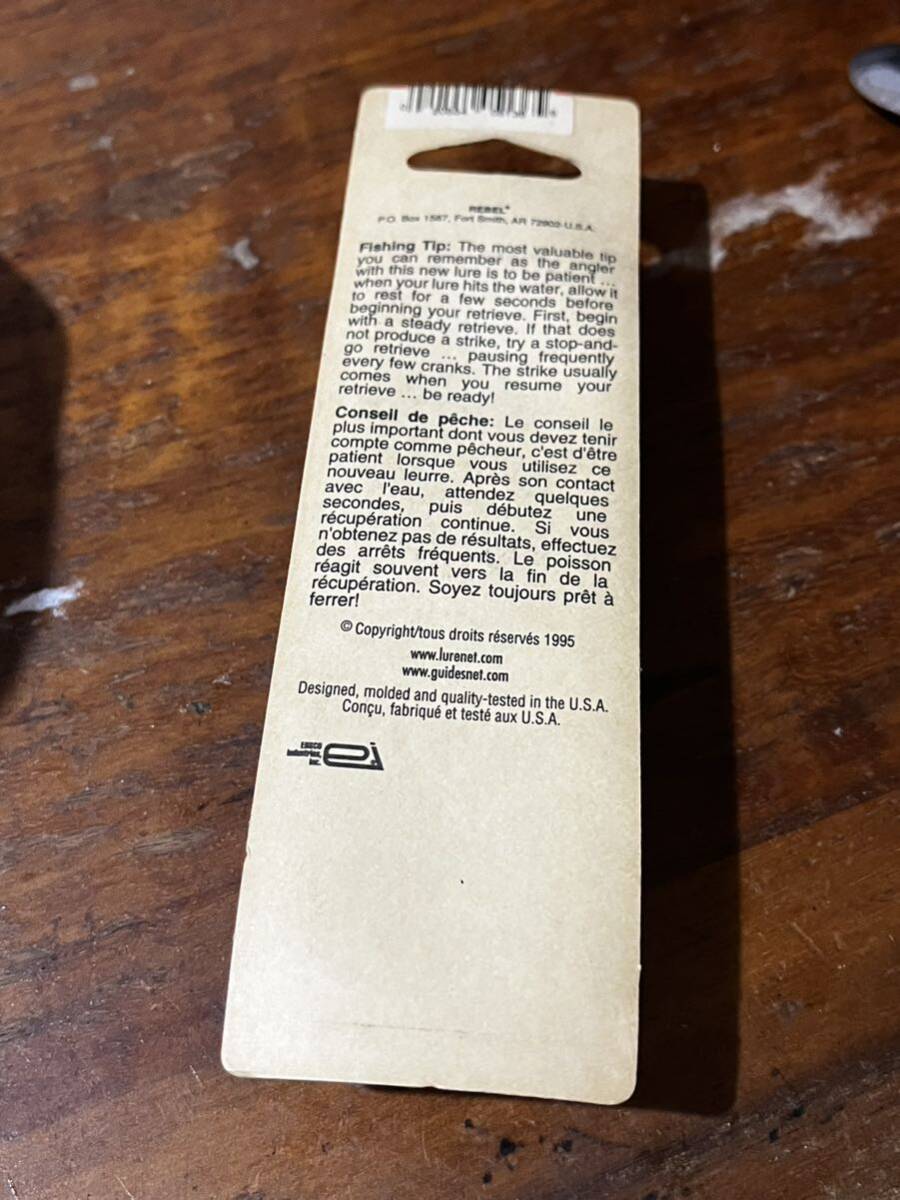 REBEL®
P.O. Box 1587, Fort Smith, AR 72902 U.S.A.
Fishing Tip: The most valuable tip
you can remember as the angler
with this new lure is to be patient ...
when your lure hits the water, allow it
to rest for a few seconds before
beginning your retrieve. First, begin
with a steady retrieve. If that does
not produce a strike, try a stop-and-
go retrieve ... pausing frequently
every few cranks. The strike usually
comes when you resume your
retrieve ... be ready!
Conseil de pêche: Le conseil le
plus important dont vous devez tenir
compte comme pêcheur, c'est d'être
patient lorsque vous utilisez ce
nouveau leurre. Après son contact
avec l'eau, attendez quelques
secondes, puis débutez une
récupération continue. Si vous
n'obtenez pas de résultats, effectuez
des arrêts fréquents. Le poisson
réagit souvent vers la fin de la
récupération. Soyez toujours prêt à
ferrer!
© Copyright/tous droits réservés 1995
www.lurenet.com
www.guidesnet.com
Designed, molded and quality-tested in the U.S.A.
Conçu, fabriqué et testé aux U.S.A.
EBSCO
Industries,
Inc.
ei